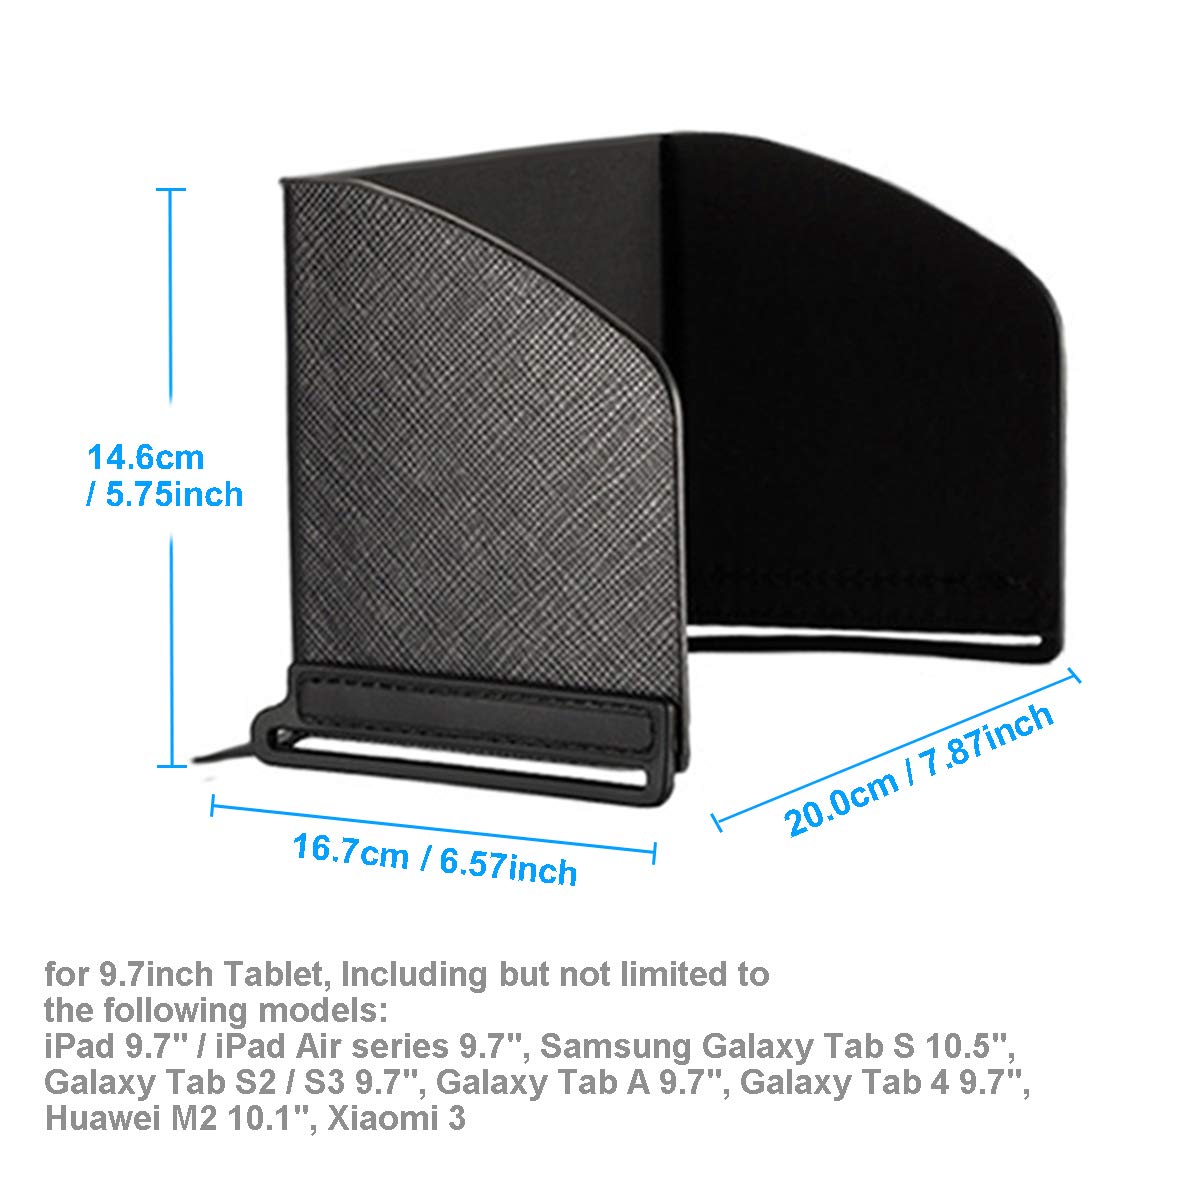 14.6cm
/ 5.75inch
16.7cm / 6.57inch
20.0cm / 7.87inch
for 9.7inch Tablet, Including but not limited to
the following models:
iPad 9.7" / iPad Air series 9.7", Samsung Galaxy Tab S 10.5",
Galaxy Tab S2 / S3 9.7", Galaxy Tab A 9.7", Galaxy Tab 4 9.7",
Huawei M2 10.1", Xiaomi 3